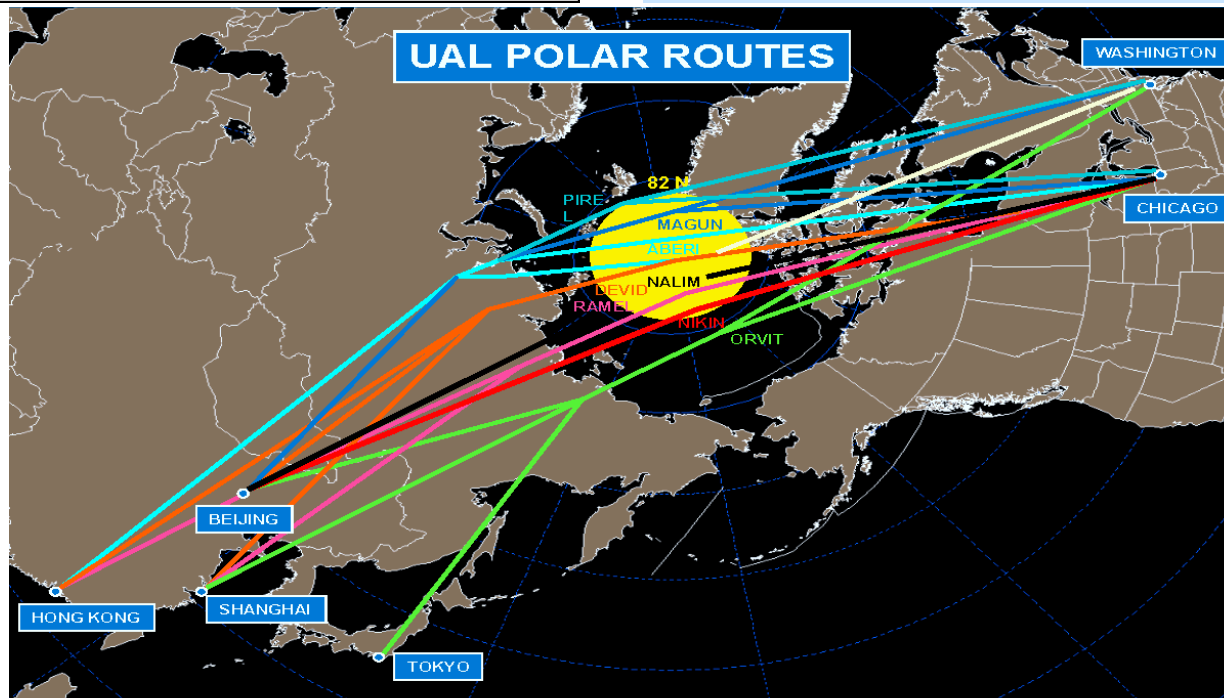 UAL POLAR ROUTES
WASHINGTON
CHICAGO
82 N
PIRE
L
MAGUN
ABERI
NALIM
DEVID
RAMEL
NIKIN
ORVIT
BEIJING
HONG KONG
SHANGHAI
TOKYO